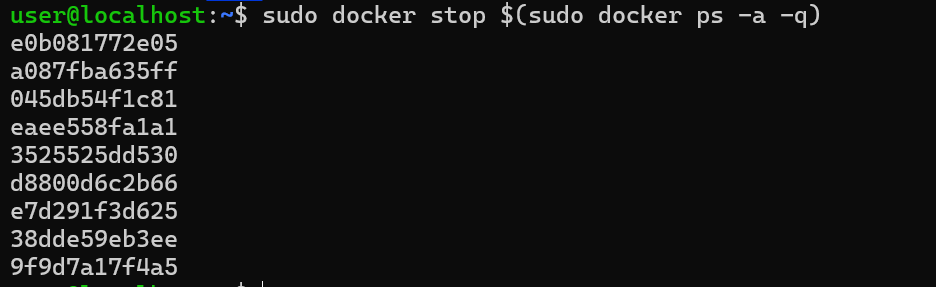 user@localhost:~$ sudo docker stop $(sudo docker ps -a -q)
e0b081772e05
a087fba635ff
045db54f1c81
eaee558fa1a1
3525525dd530
d8800d6c2b66
e7d291f3d625
38dde59eb3ee
9f9d7a17f4a5